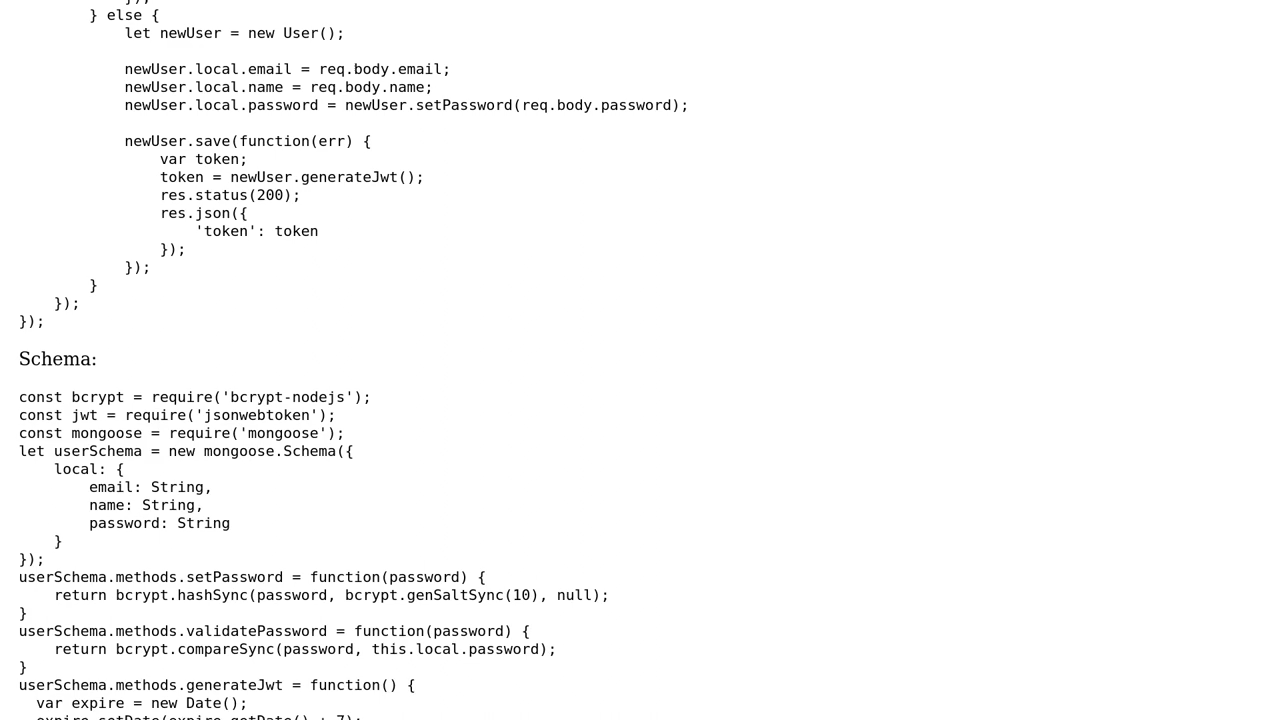 });
        } else {
            let newUser = new User();

            newUser.local.email = req.body.email;
            newUser.local.name = req.body.name;
            newUser.local.password = newUser.setPassword(req.body.password);

            newUser.save(function(err) {
                var token;
                token = newUser.generateJwt();
                res.status(200);
                res.json({
                    'token': token
                });
            });
        }
    });
});
Schema:
const bcrypt = require('bcrypt-nodejs');
const jwt = require('jsonwebtoken');
const mongoose = require('mongoose');
let userSchema = new mongoose.Schema({
    local: {
        email: String,
        name: String,
        password: String
    }
});
userSchema.methods.setPassword = function(password) {
    return bcrypt.hashSync(password, bcrypt.genSaltSync(10), null);
}
userSchema.methods.validatePassword = function(password) {
    return bcrypt.compareSync(password, this.local.password);
}
userSchema.methods.generateJwt = function() {
  var expire = new Date();
  expire.setDate(expire.getDate() + 7);